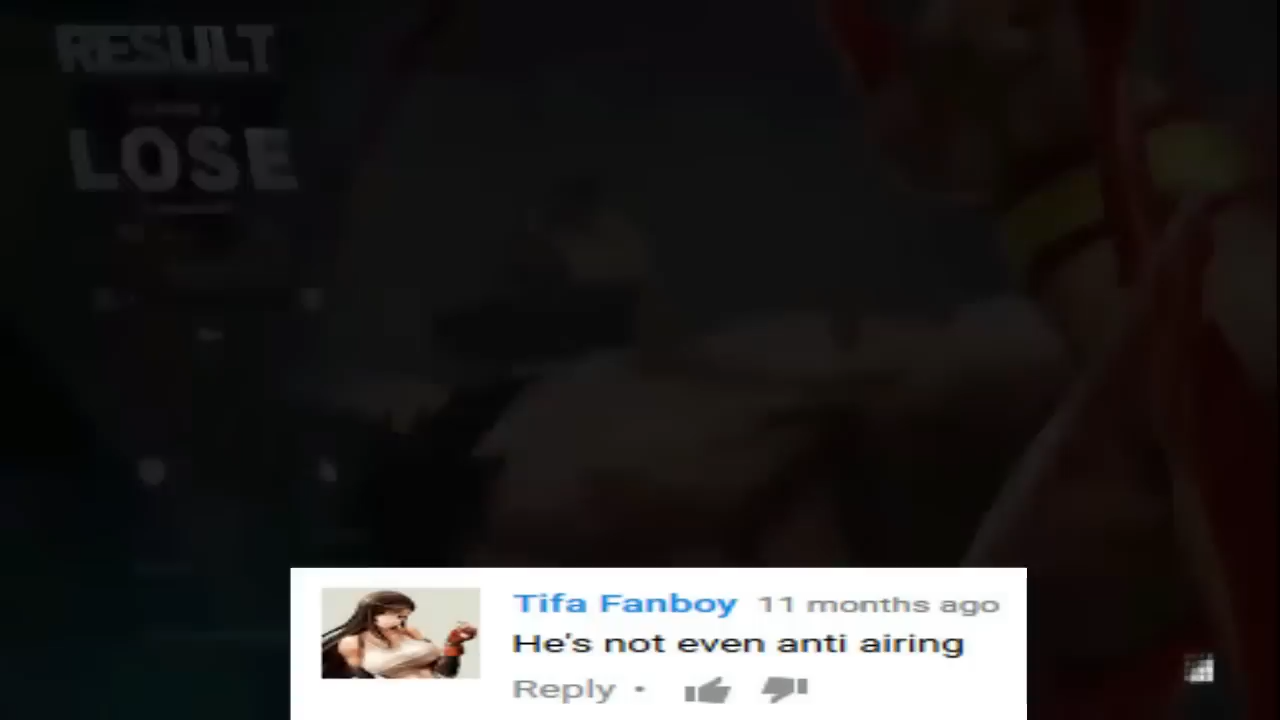 RESULT
LOSE
Tifa Fanboy 11 months ago
He's not even anti airing
Reply •